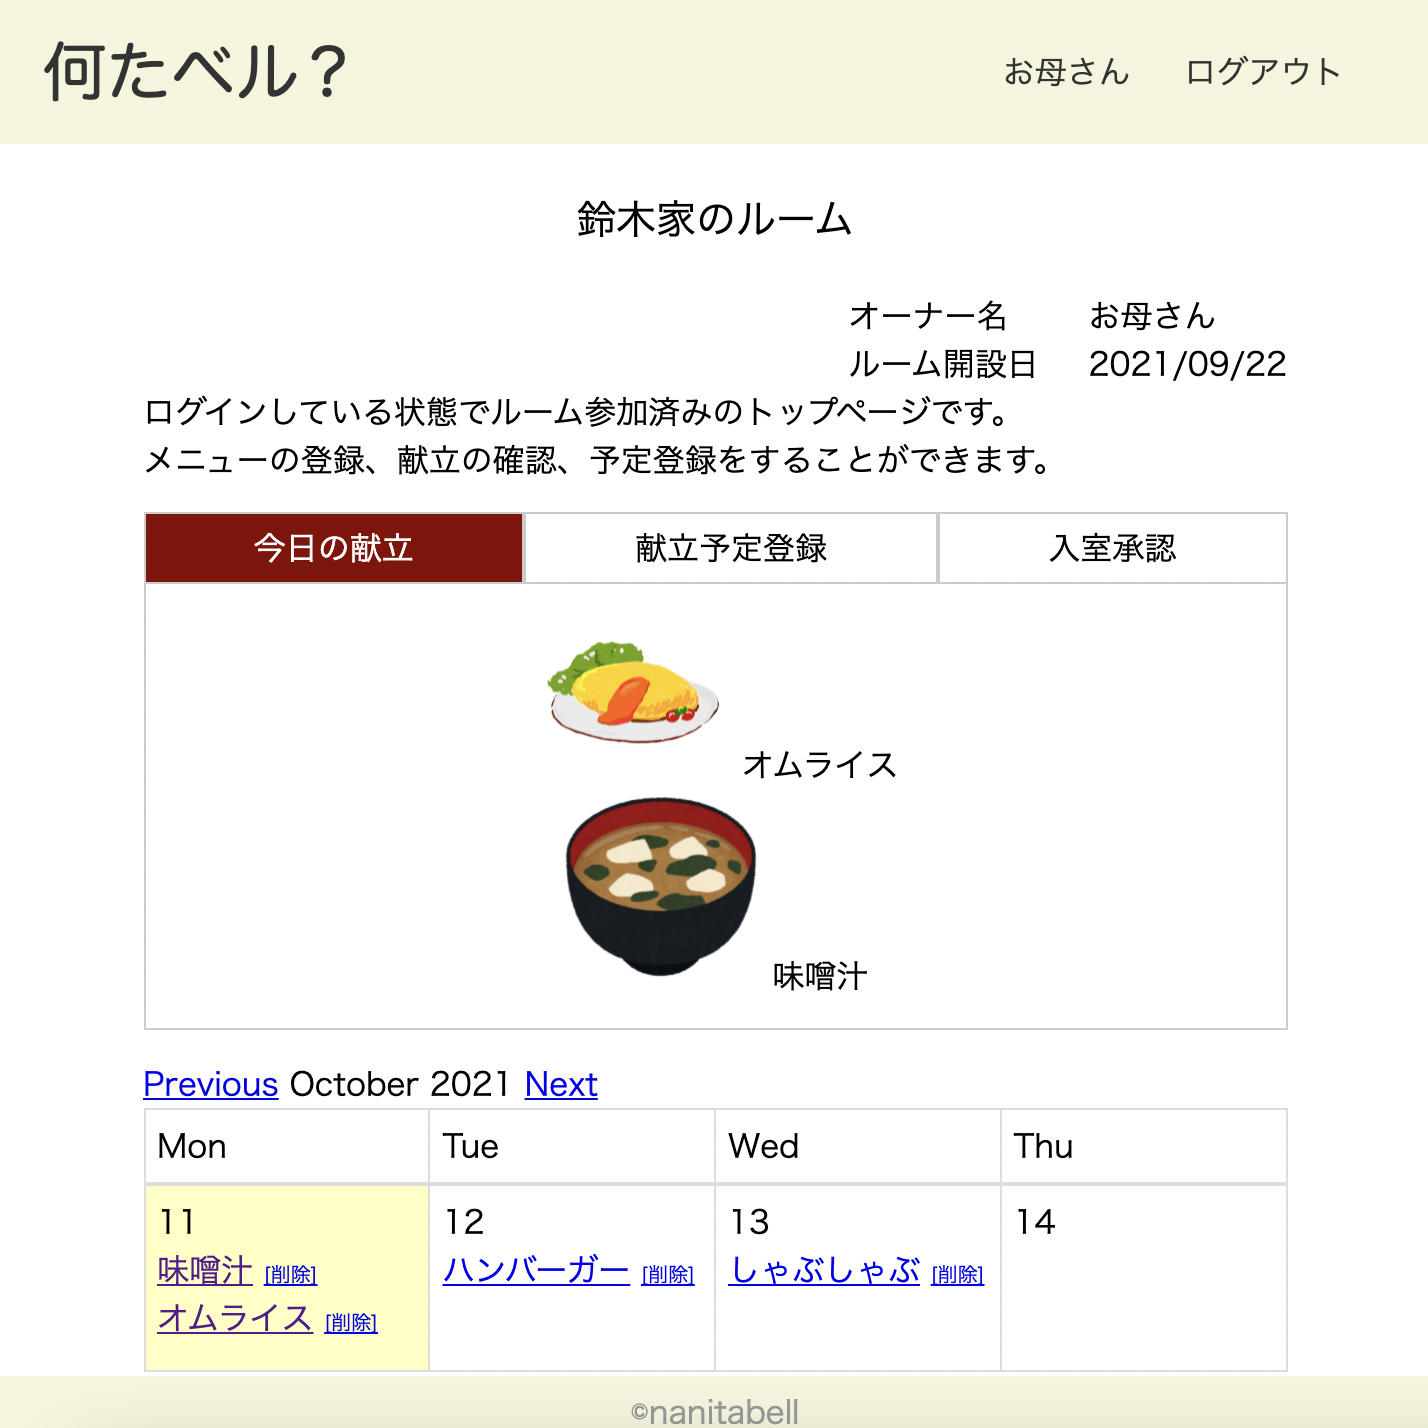 何たベル？
お母さん ログアウト
鈴木家のルーム
オーナー名 お母さん
ルーム開設日 2021/09/22
ログインしている状態でルーム参加済みのトップページです。
メニューの登録、献立の確認、予定登録をすることができます。
今日の献立 献立予定登録 入室承認
オムライス
味噌汁
Previous October 2021 Next
Mon Tue Wed Thu
11 12 13 14
味噌汁 [削除] ハンバーガー [削除] しゃぶしゃぶ [削除]
オムライス [削除]
©nanitabell